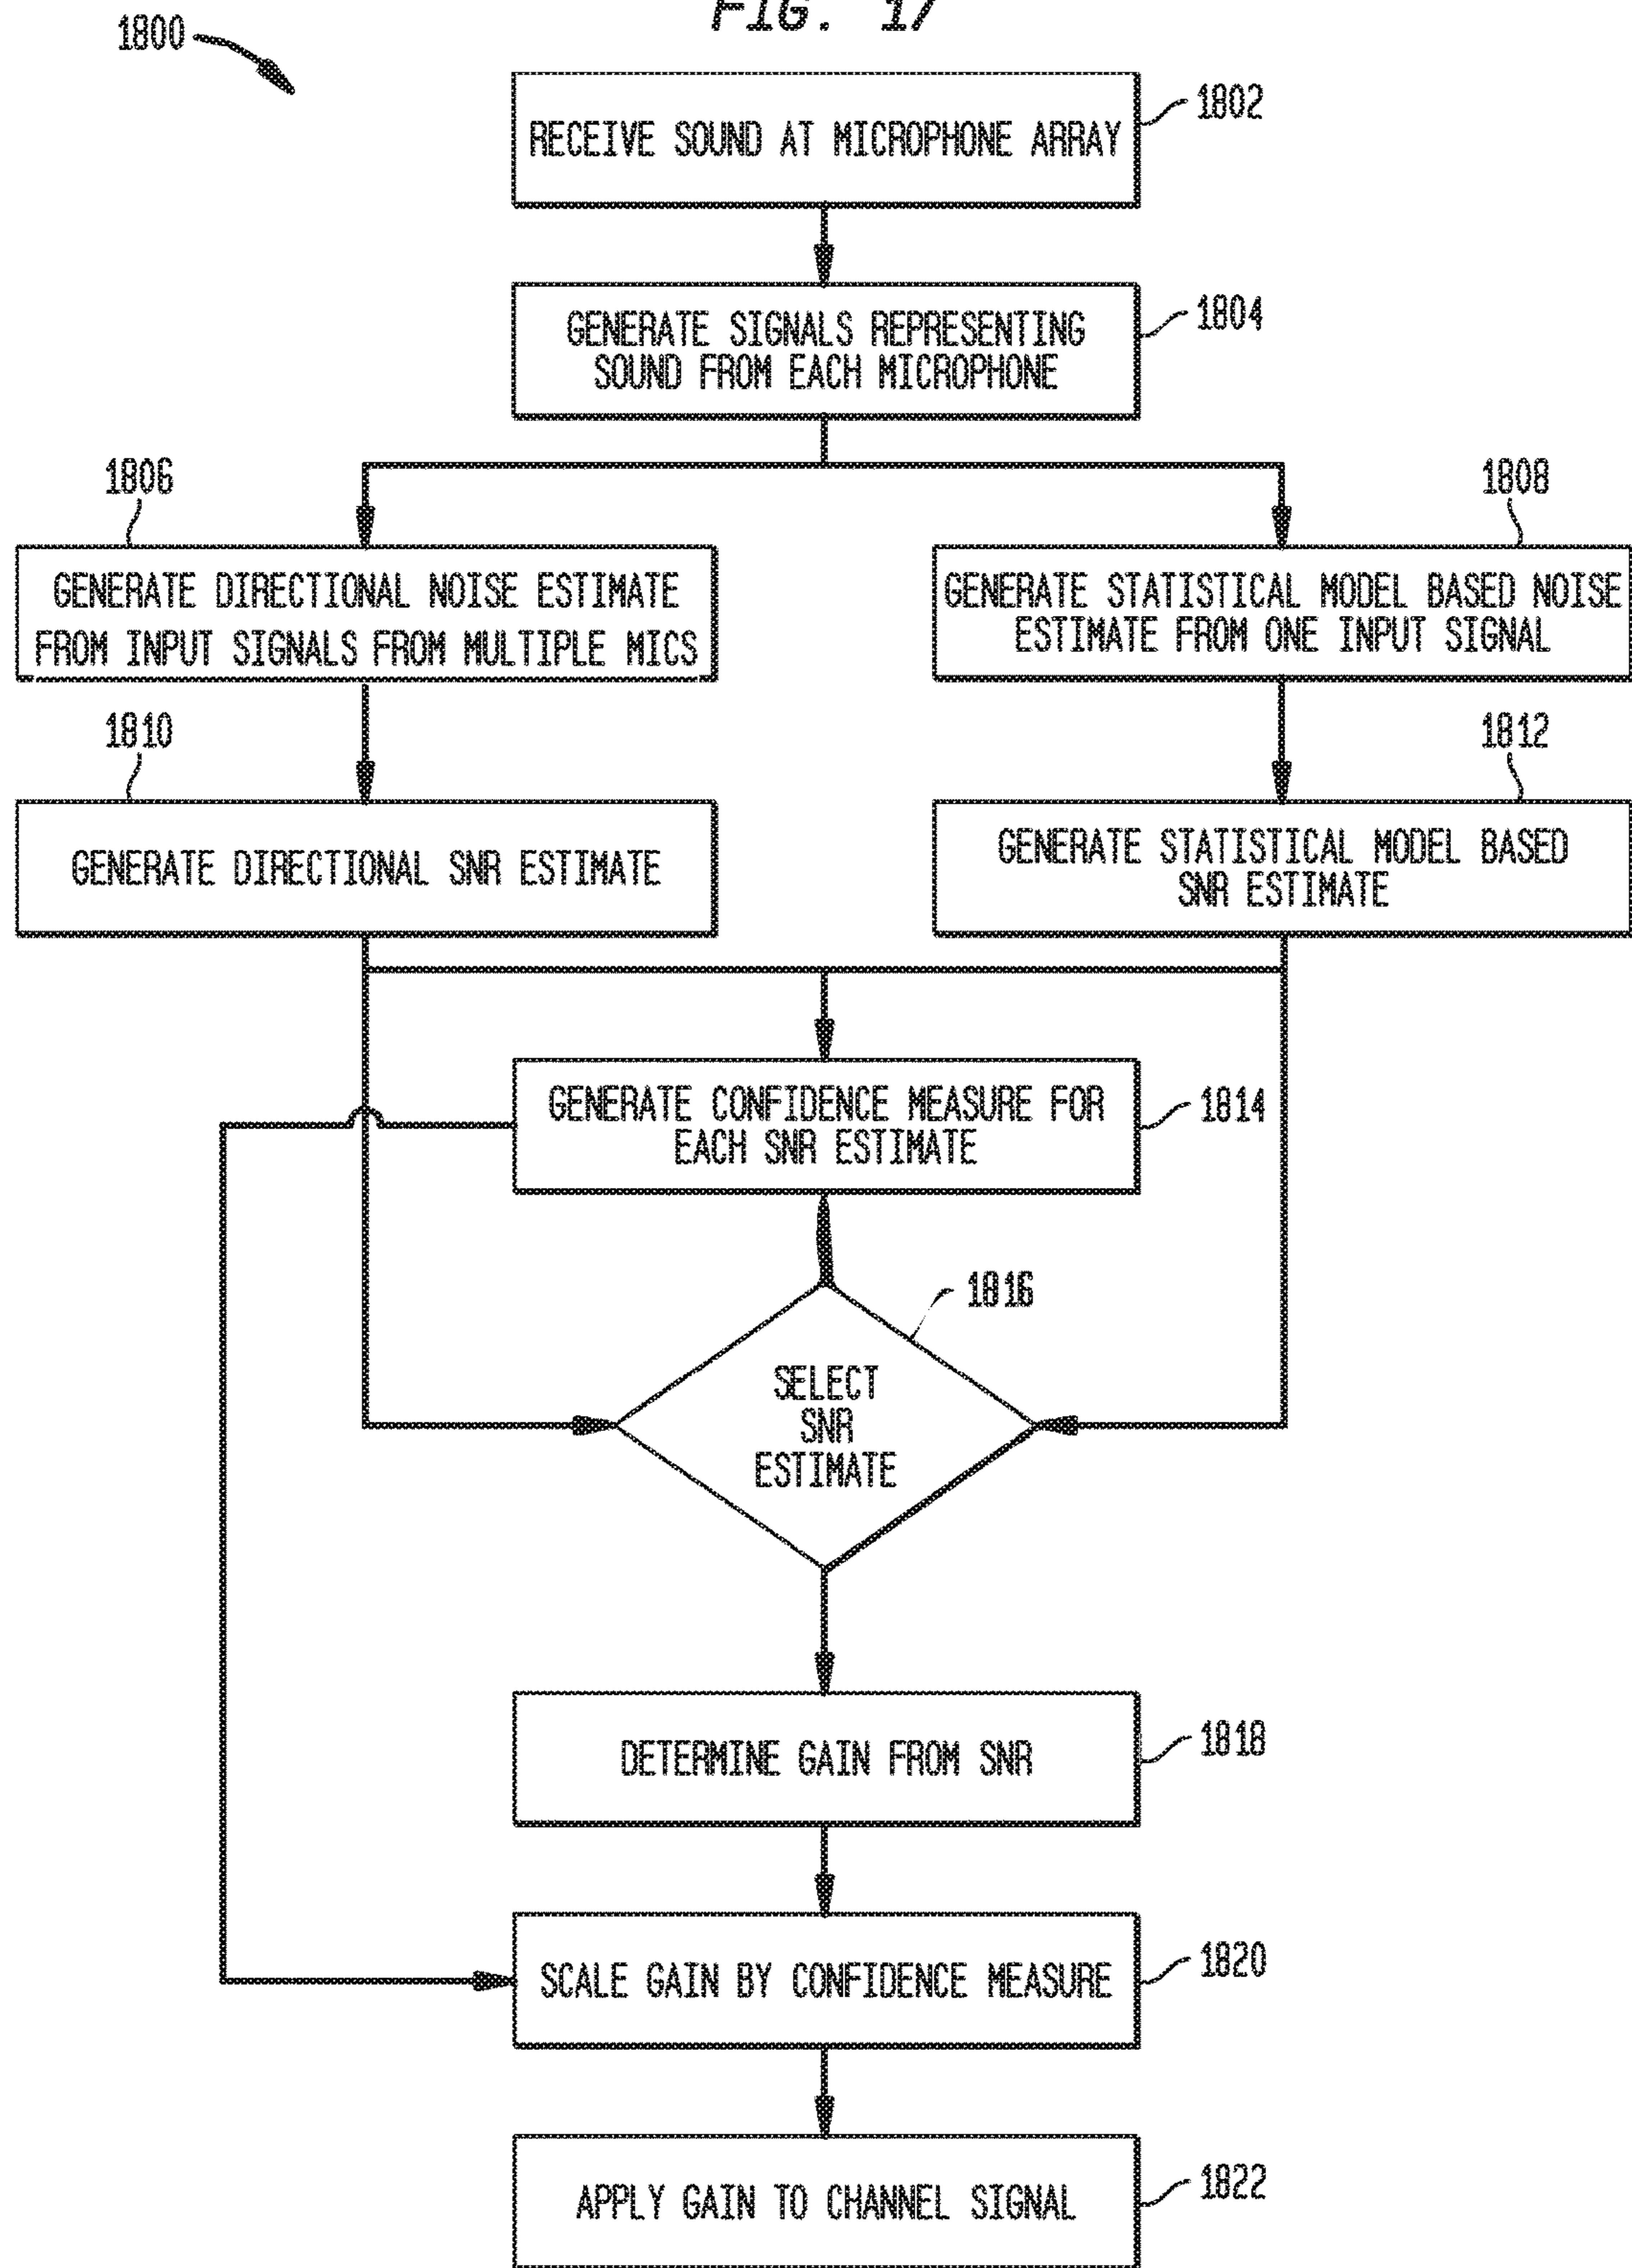 FIG. 17
1800
RECEIVE SOUND AT MICROPHONE ARRAY
1802
GENERATE SIGNALS REPRESENTING
SOUND FROM EACH MICROPHONE
1804
1806
1808
GENERATE DIRECTIONAL NOISE ESTIMATE
FROM INPUT SIGNALS FROM MULTIPLE MICS
GENERATE STATISTICAL MODEL BASED NOISE
ESTIMATE FROM ONE INPUT SIGNAL
1810
1812
GENERATE DIRECTIONAL SNR ESTIMATE
GENERATE STATISTICAL MODEL BASED
SNR ESTIMATE
GENERATE CONFIDENCE MEASURE FOR
EACH SNR ESTIMATE
1814
1816
SELECT
SNR
ESTIMATE
DETERMINE GAIN FROM SNR
1818
SCALE GAIN BY CONFIDENCE MEASURE
1820
APPLY GAIN TO CHANNEL SIGNAL
1822